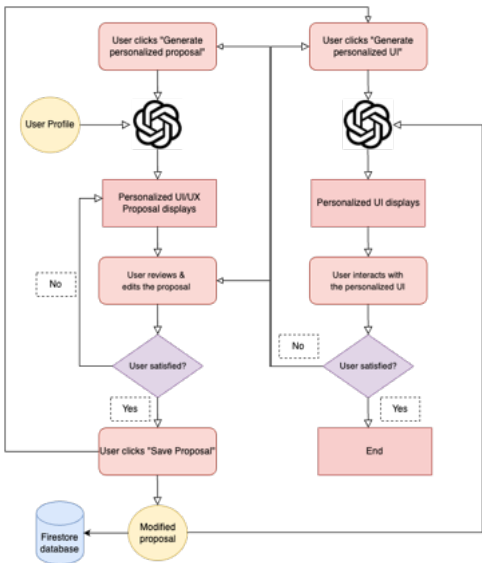 User clicks "Generate
personalized proposal"
User clicks "Generate
personalized UI"
User Profile
Personalized UI/UX
Proposal displays
Personalized UI displays
No
User reviews &
edits the proposal
User interacts with
the personalized UI
No
User satisfied?
User satisfied?
Yes
Yes
User clicks "Save Proposal"
End
Firestore
database
Modified
proposal